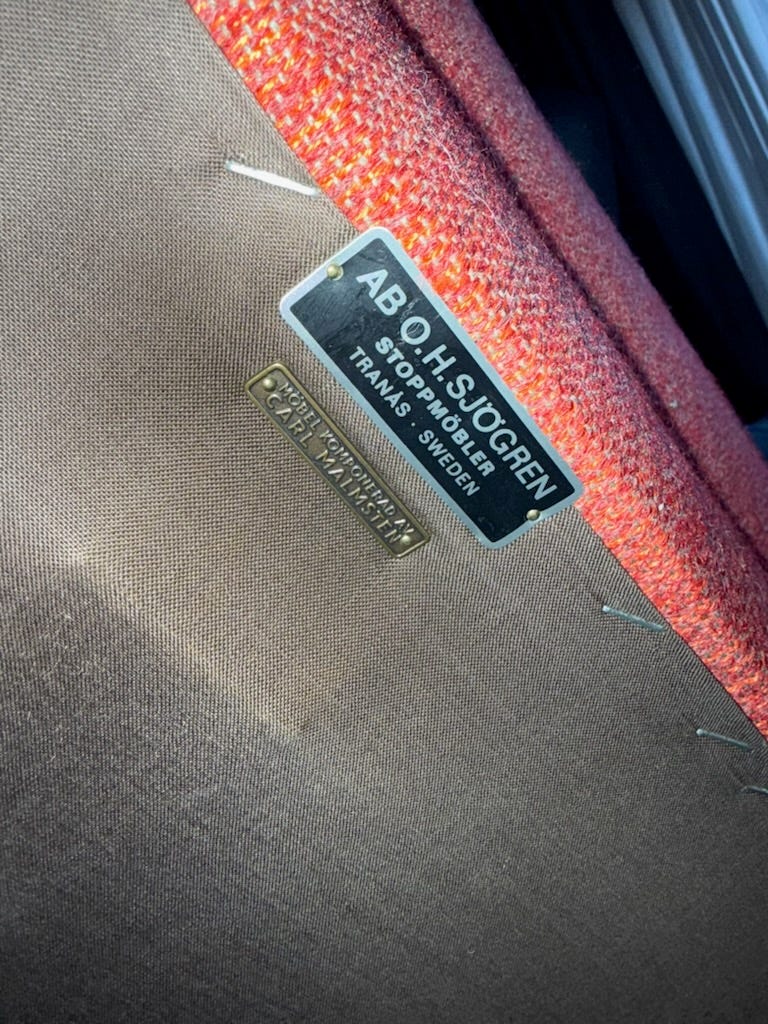 AB O.H.SJÖGREN
STOPPMÖBLER
TRANÅS · SWEDEN
MÖBEL KOMPONERAD AV
CARL MALMSTEN